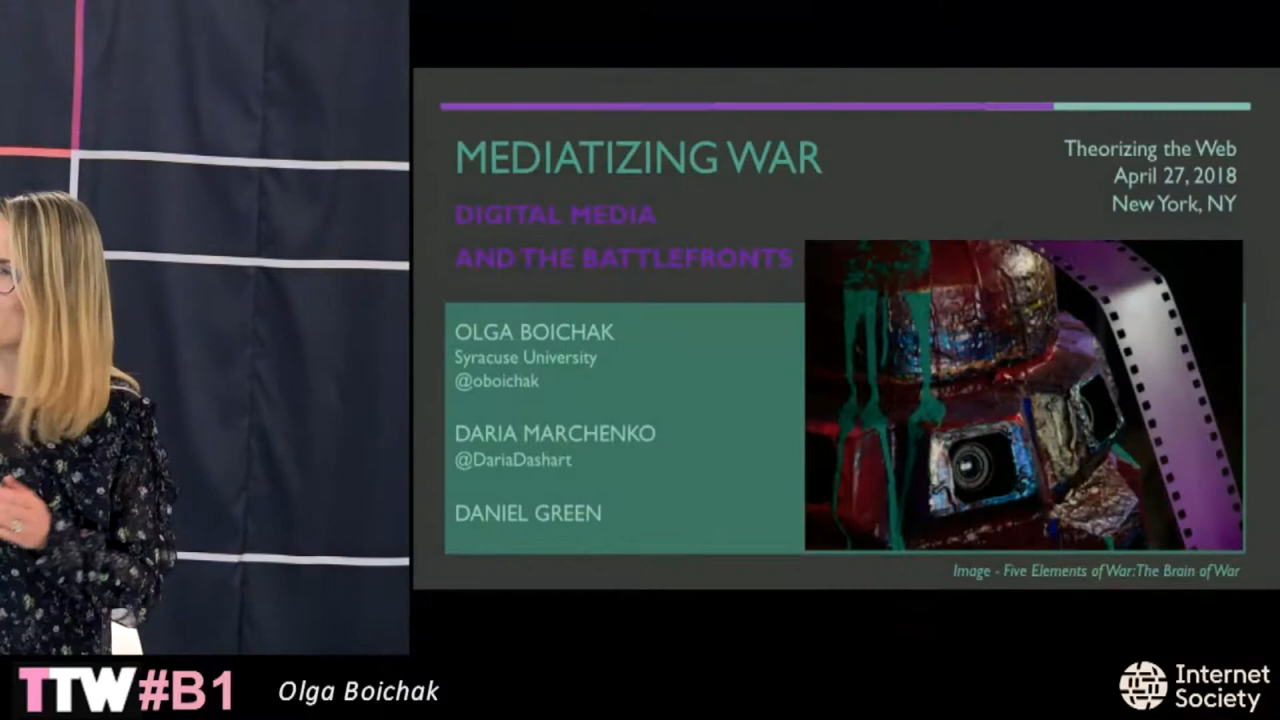 MEDIATIZING WAR
DIGITAL MEDIA
AND THE BATTLEFRONTS
Theorizing the Web
April 27, 2018
New York, NY
OLGA BOICHAK
Syracuse University
@oboichak
DARIA MARCHENKO
@DariaDashart
DANIEL GREEN
Image - Five Elements of War: The Brain of War
TTW#B1
Olga Boichak
Internet
Society